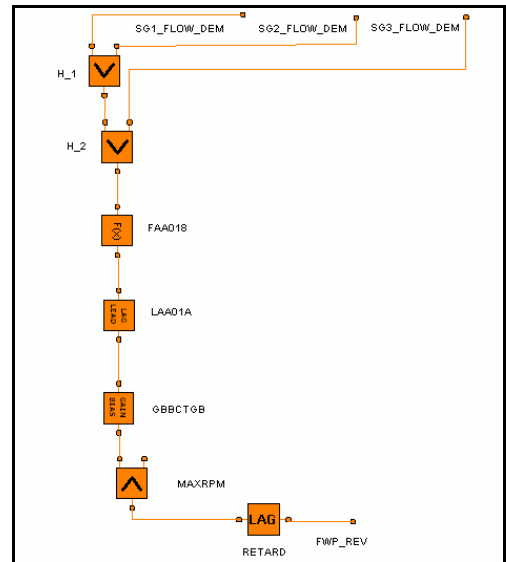 SG1_FLOW_DEM
SG2_FLOW_DEM
SG3_FLOW_DEM
H_1
H_2
F(x)
FAA018
LAG
LEAD
LAA01A
GAIN
BIAS
GBBCTGB
MAXRPM
LAG
RETARD
FWP_REV